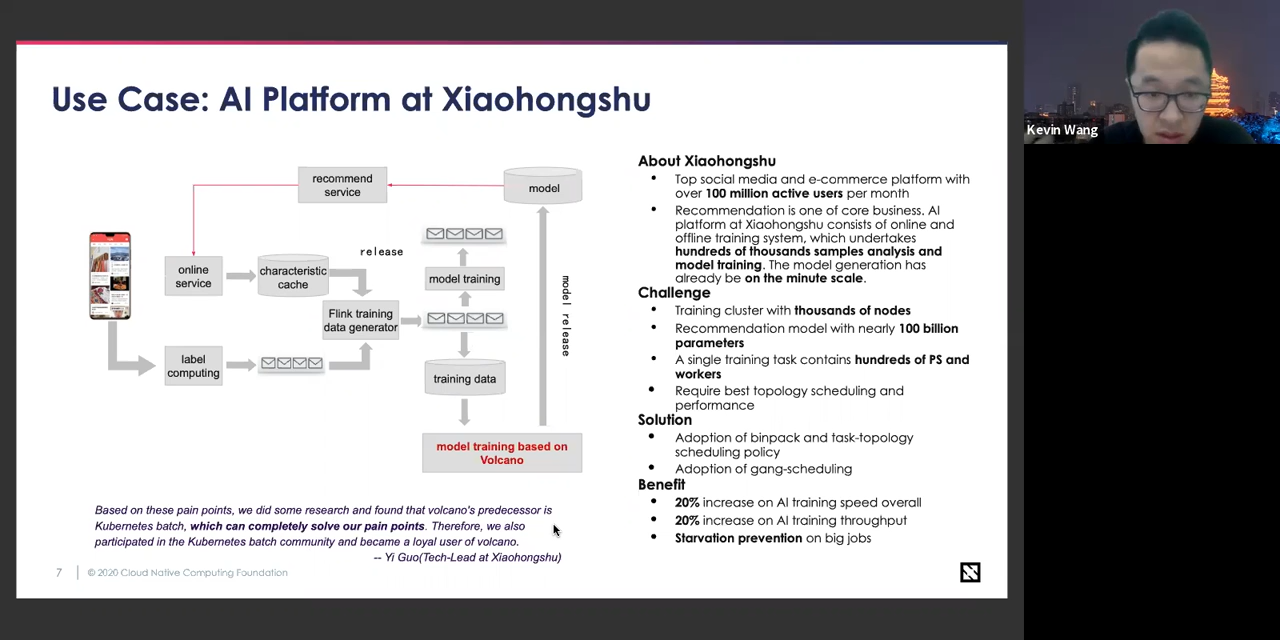 Use Case: AI Platform at Xiaohongshu
recommend
service
model
release
online
service
characteristic
cache
model training
Flink training
data generator
model release
label
computing
training data
model training based on
Volcano
Based on these pain points, we did some research and found that volcano's predecessor is
Kubernetes batch, which can completely solve our pain points. Therefore, we also
participated in the Kubernetes batch community and became a loyal user of volcano.
-- Yi Guo(Tech-Lead at Xiaohongshu)
About Xiaohongshu
• Top social media and e-commerce platform with
over 100 million active users per month
• Recommendation is one of core business. AI
platform at Xiaohongshu consists of online and
offline training system, which undertakes
hundreds of thousands samples analysis and
model training. The model generation has
already be on the minute scale.
Challenge
• Training cluster with thousands of nodes
• Recommendation model with nearly 100 billion
parameters
• A single training task contains hundreds of PS and
workers
• Require best topology scheduling and
performance
Solution
• Adoption of binpack and task-topology
scheduling policy
• Adoption of gang-scheduling
Benefit
• 20% increase on AI training speed overall
• 20% increase on AI training throughput
• Starvation prevention on big jobs
7 | © 2020 Cloud Native Computing Foundation
Kevin Wang